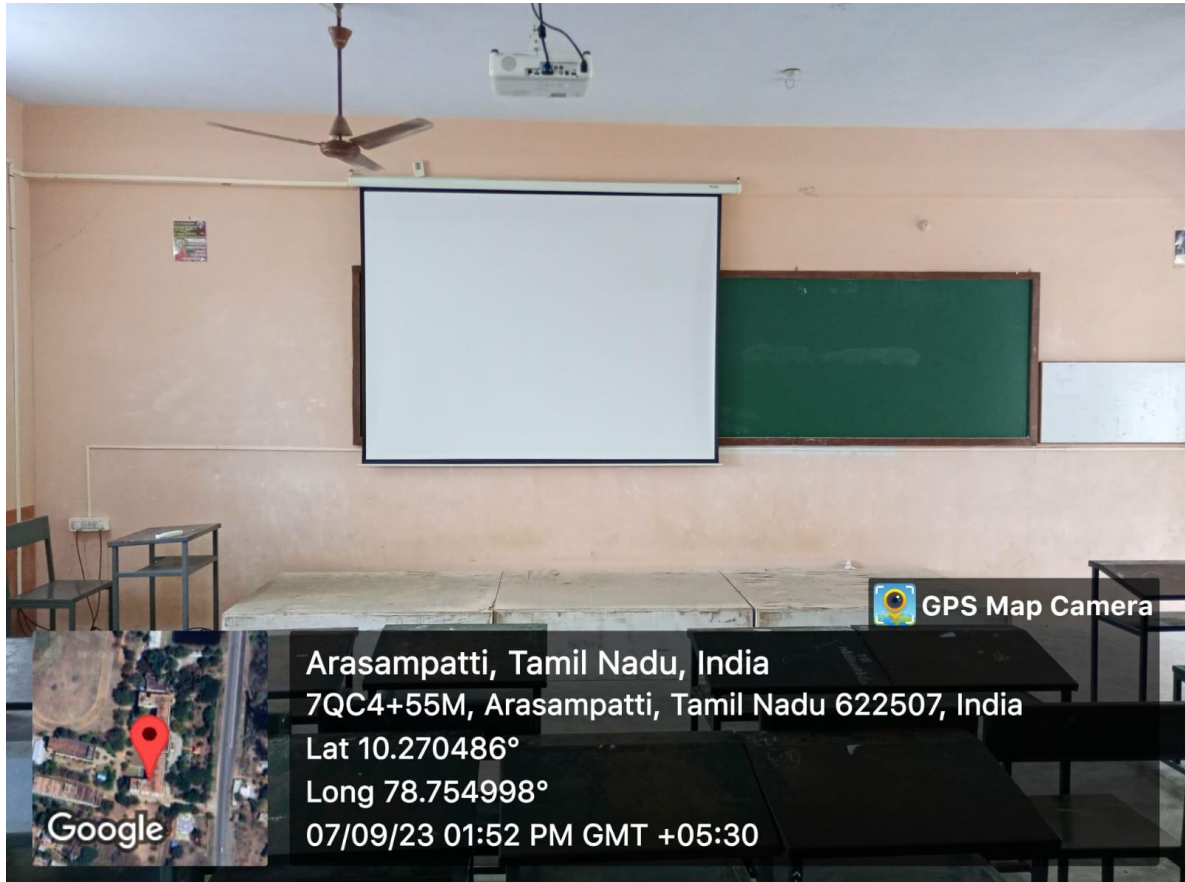 GPS Map Camera
Arasampatti, Tamil Nadu, India
7QC4+55M, Arasampatti, Tamil Nadu 622507, India
Lat 10.270486°
Long 78.754998°
07/09/23 01:52 PM GMT +05:30
Google